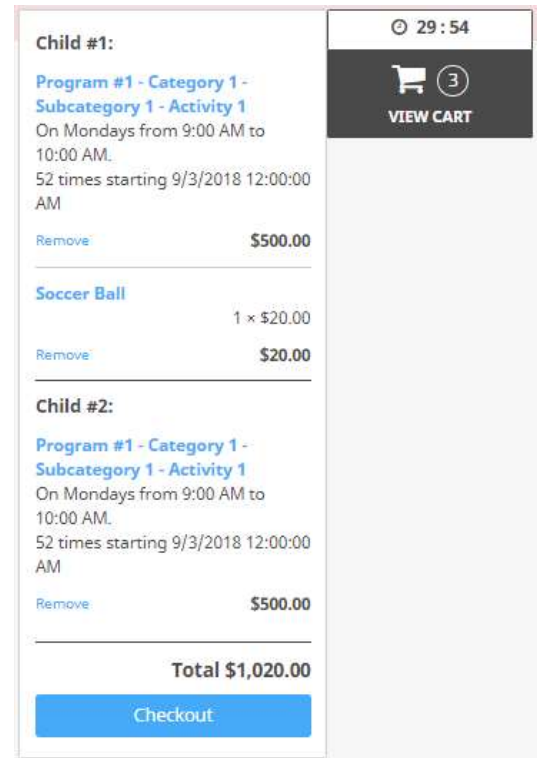 Child #1:
Program #1 - Category 1 -
Subcategory 1 - Activity 1
On Mondays from 9:00 AM to
10:00 AM.
52 times starting 9/3/2018 12:00:00
AM
Remove $500.00
Soccer Ball
1 × $20.00
Remove $20.00
Child #2:
Program #1 - Category 1 -
Subcategory 1 - Activity 1
On Mondays from 9:00 AM to
10:00 AM.
52 times starting 9/3/2018 12:00:00
AM
Remove $500.00
Total $1,020.00
Checkout
29 : 54
3
VIEW CART